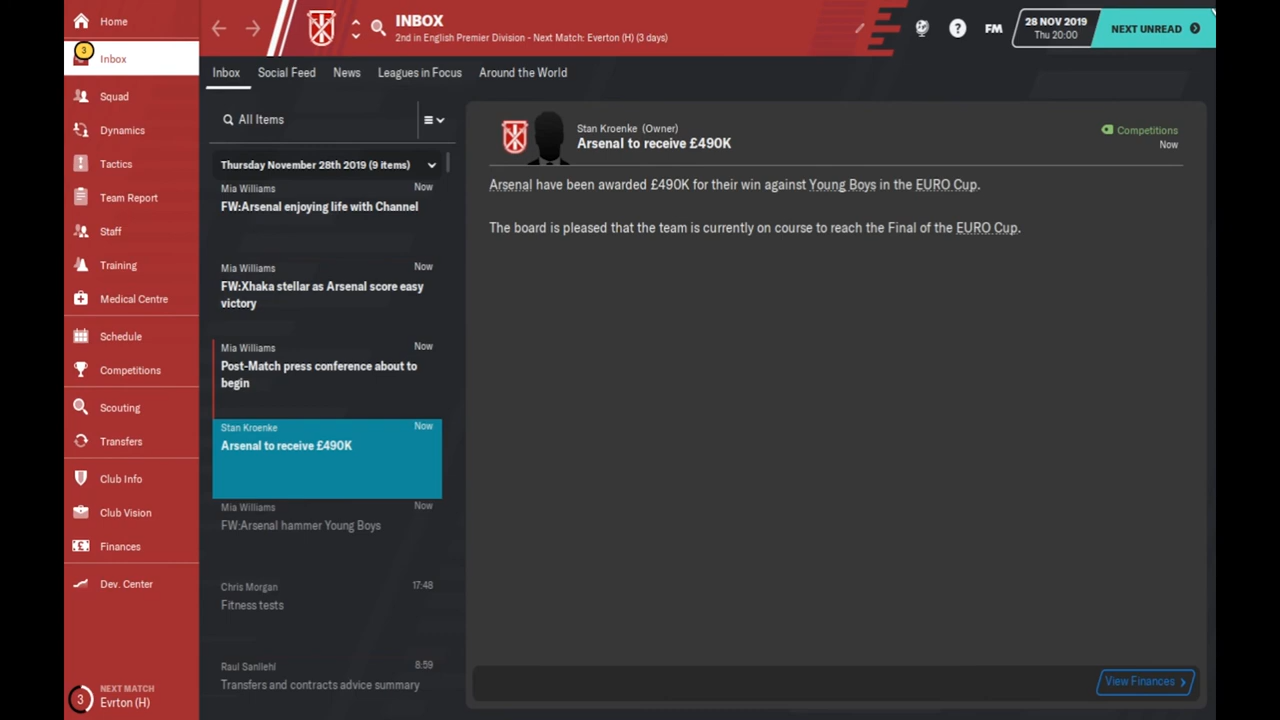 Home
3
Inbox
Squad
Dynamics
Tactics
Team Report
Staff
Training
Medical Centre
Schedule
Competitions
Scouting
Transfers
Club Info
Club Vision
Finances
Dev. Center
3
NEXT MATCH
Evrton (H)
INBOX
2nd in English Premier Division - Next Match: Everton (H) (3 days)
?
FM
28 NOV 2019
Thu 20:00
NEXT UNREAD
Inbox Social Feed News Leagues in Focus Around the World
All Items
Thursday November 28th 2019 (9 items)
Mia Williams Now
FW:Arsenal enjoying life with Channel
Mia Williams Now
FW:Xhaka stellar as Arsenal score easy
victory
Mia Williams Now
Post-Match press conference about to
begin
Stan Kroenke Now
Arsenal to receive £490K
Mia Williams Now
FW:Arsenal hammer Young Boys
Chris Morgan 17:48
Fitness tests
Raul Sanllehí 8:59
Transfers and contracts advice summary
Stan Kroenke (Owner)
Arsenal to receive £490K
Competitions
Now
Arsenal have been awarded £490K for their win against Young Boys in the EURO Cup.
The board is pleased that the team is currently on course to reach the Final of the EURO Cup.
View Finances